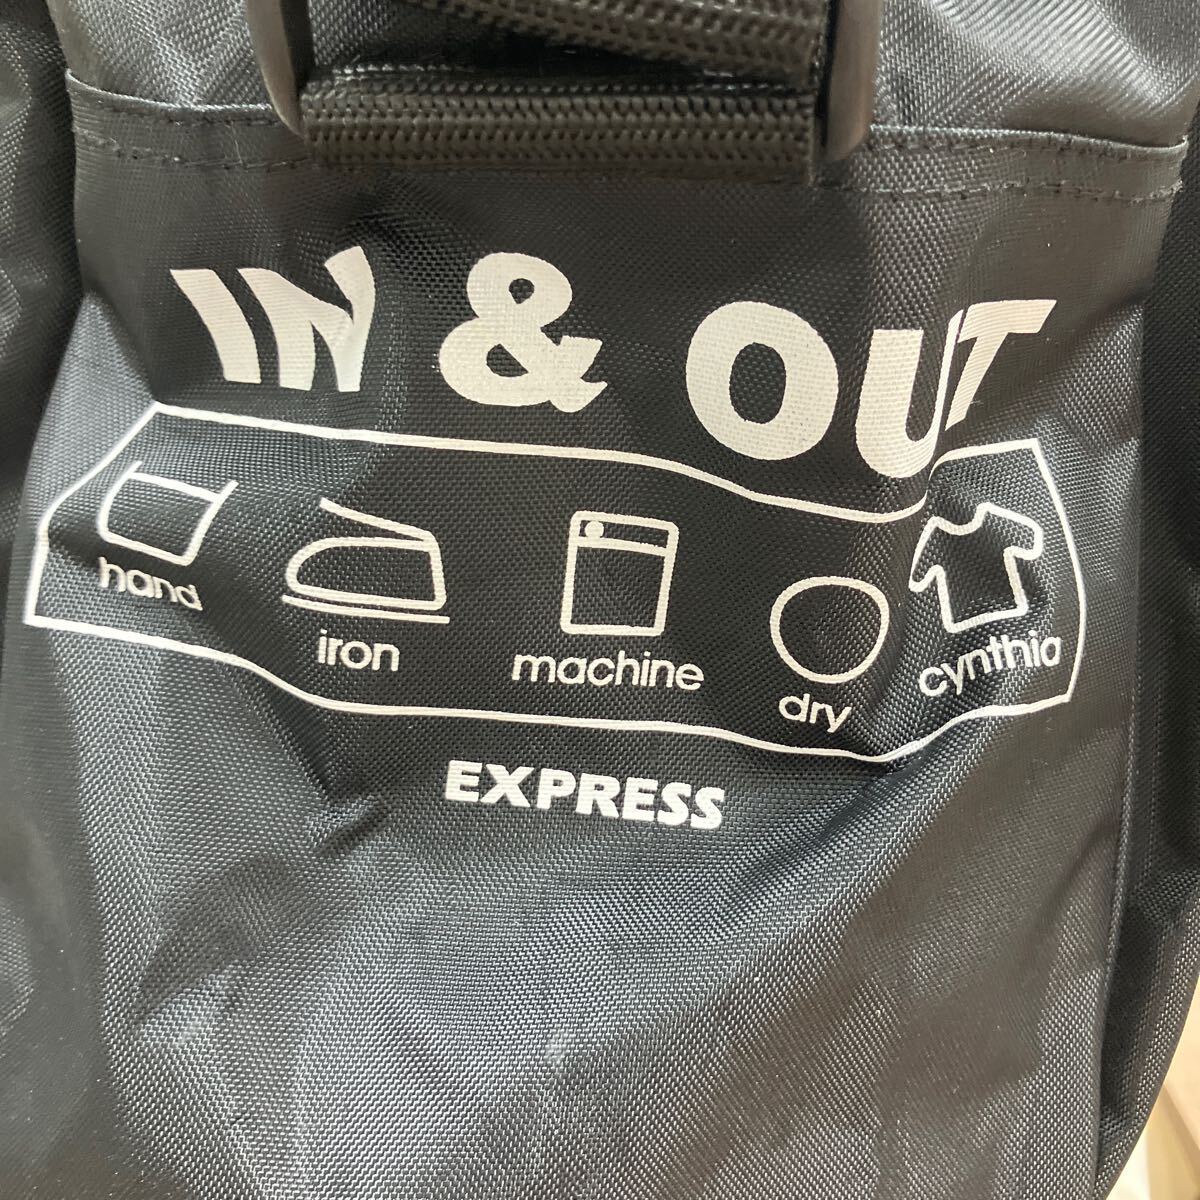 IN & OUT
hand iron machine dry cynthia
EXPRESS